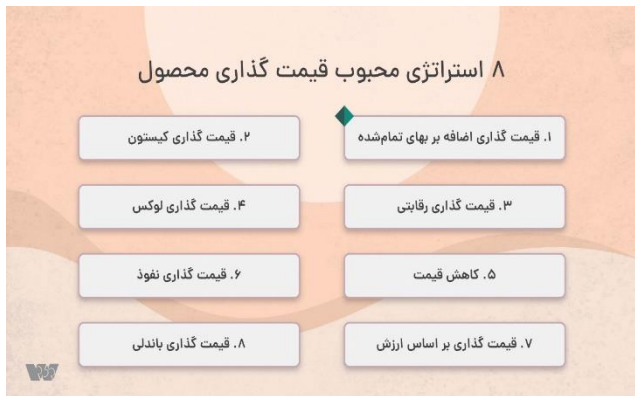 ۸ استراتژی محبوب قیمت گذاری محصول
۱. قیمت گذاری اضافه بر بهای تمام‌شده
۲. قیمت گذاری کیستون
۳. قیمت گذاری رقابتی
۴. قیمت گذاری لوکس
۵. کاهش قیمت
۶. قیمت گذاری نفوذ
۷. قیمت گذاری بر اساس ارزش
۸. قیمت گذاری باندلی